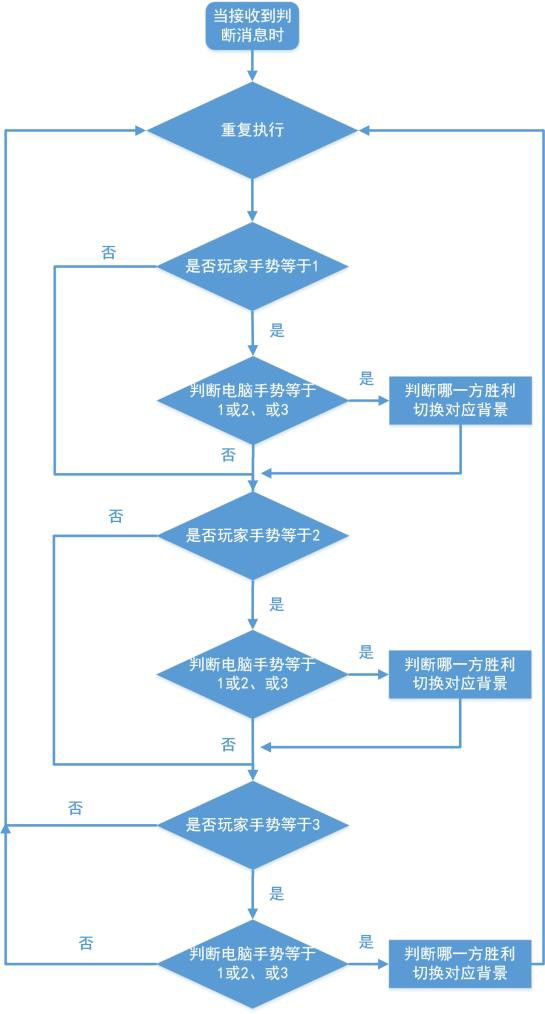 当接收到判
断消息时
重复执行
否
是否玩家手势等于1
是
判断电脑手势等于
1或2、或3
是
判断哪一方胜利
切换对应背景
否
否
是否玩家手势等于2
是
判断电脑手势等于
1或2、或3
是
判断哪一方胜利
切换对应背景
否
否
是否玩家手势等于3
是
否
判断电脑手势等于
1或2、或3
是
判断哪一方胜利
切换对应背景